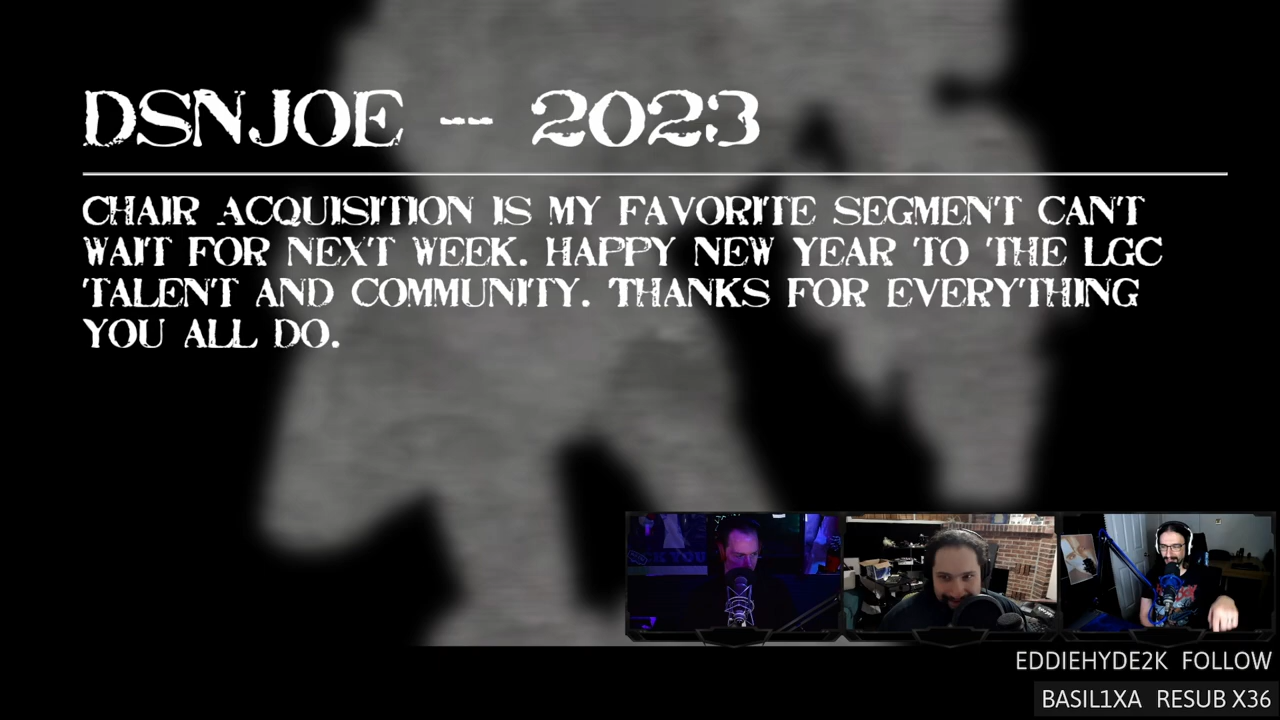 DSNJOE -- 2023
CHAIR ACQUISITION IS MY FAVORITE SEGMENT CAN'T
WAIT FOR NEXT WEEK. HAPPY NEW YEAR TO THE LGC
TALENT AND COMMUNITY. THANKS FOR EVERYTHING
YOU ALL DO.
EDDIEHYDE2K FOLLOW
BASIL1XA RESUB X36